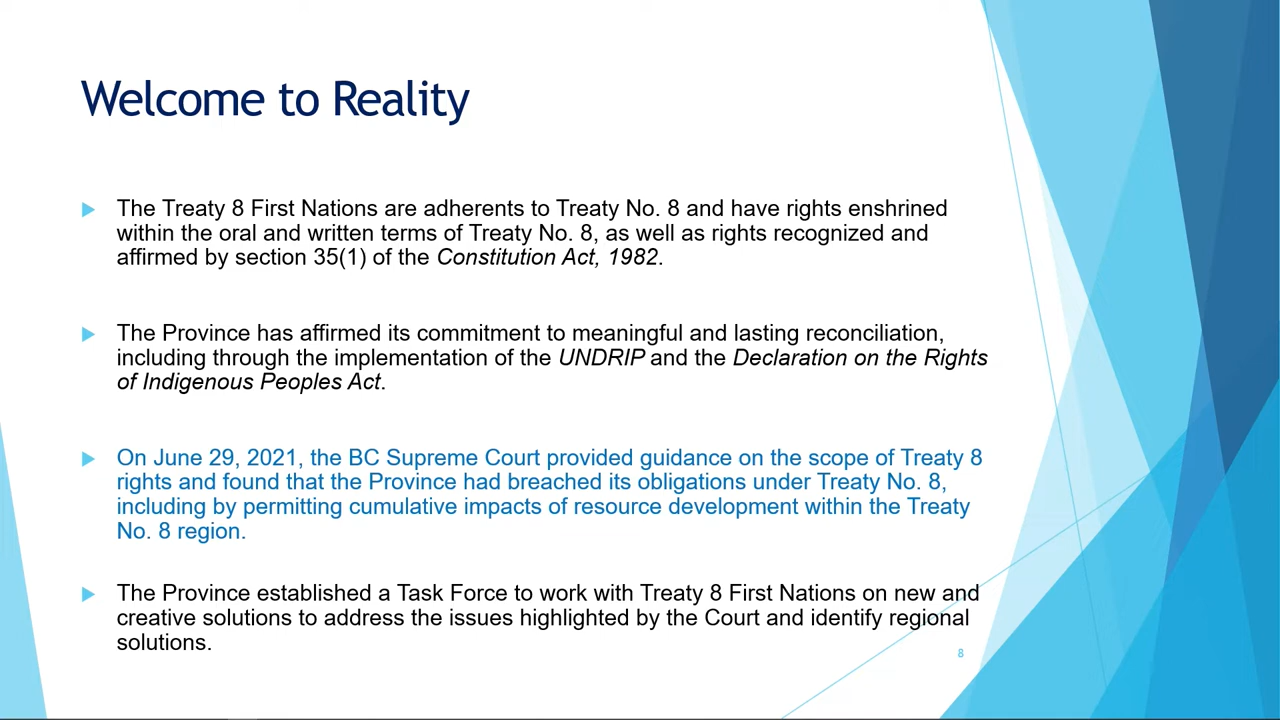 Welcome to Reality
The Treaty 8 First Nations are adherents to Treaty No. 8 and have rights enshrined
within the oral and written terms of Treaty No. 8, as well as rights recognized and
affirmed by section 35(1) of the Constitution Act, 1982.
The Province has affirmed its commitment to meaningful and lasting reconciliation,
including through the implementation of the UNDRIP and the Declaration on the Rights
of Indigenous Peoples Act.
On June 29, 2021, the BC Supreme Court provided guidance on the scope of Treaty 8
rights and found that the Province had breached its obligations under Treaty No. 8,
including by permitting cumulative impacts of resource development within the Treaty
No. 8 region.
The Province established a Task Force to work with Treaty 8 First Nations on new and
creative solutions to address the issues highlighted by the Court and identify regional
solutions.
8